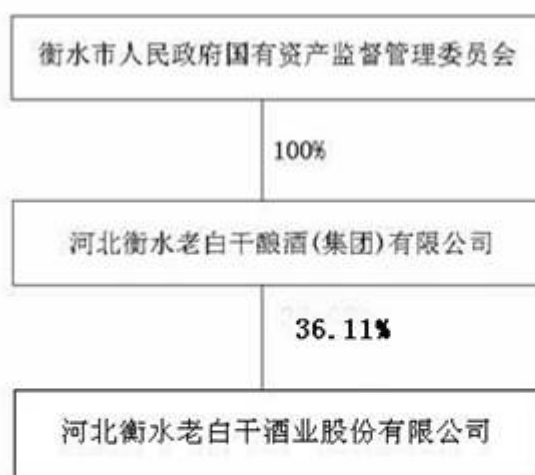 衡水市人民政府国有资产监督管理委员会
100%
河北衡水老白干酿酒(集团)有限公司
36.11%
河北衡水老白干酒业股份有限公司